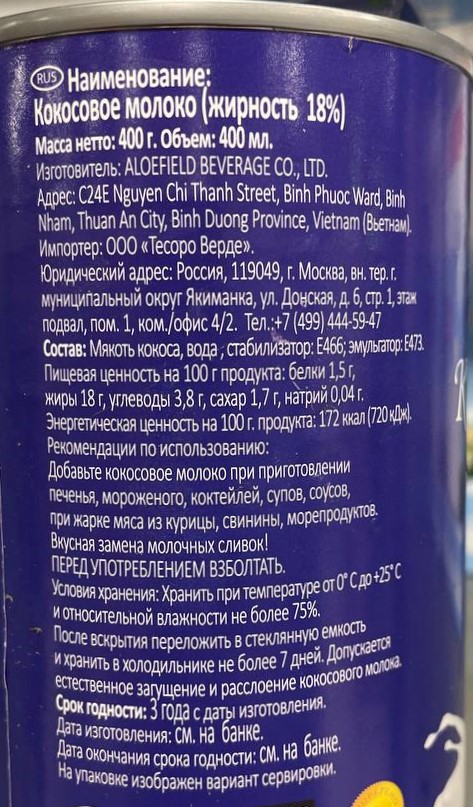 RUS Наименование:
Кокосовое молоко (жирность 18%)
Масса нетто: 400 г. Объем: 400 мл.
Изготовитель: ALOEFIELD BEVERAGE CO., LTD.
Адрес: C24E Nguyen Chi Thanh Street, Binh Phuoc Ward, Binh
Nham, Thuan An City, Binh Duong Province, Vietnam (Вьетнам).
Импортер: ООО «Тесоро Верде».
Юридический адрес: Россия, 119049, г. Москва, вн. тер. г.
муниципальный округ Якиманка, ул. Донская, д. 6, стр. 1, этаж
подвал, пом. 1, ком./офис 4/2. Тел.:+7 (499) 444-59-47
Состав: Мякоть кокоса, вода , стабилизатор: E466; эмульгатор: E473.
Пищевая ценность на 100 г продукта: белки 1,5 г,
жиры 18 г, углеводы 3,8 г, сахар 1,7 г, натрий 0,04 г.
Энергетическая ценность на 100 г. продукта: 172 ккал (720 кДж).
Рекомендации по использованию:
Добавьте кокосовое молоко при приготовлении
печенья, мороженого, коктейлей, супов, соусов,
при жарке мяса из курицы, свинины, морепродуктов.
Вкусная замена молочных сливок!
ПЕРЕД УПОТРЕБЛЕНИЕМ ВЗБОЛТАТЬ.
Условия хранения: Хранить при температуре от 0° С до +25° С
и относительной влажности не более 75%.
После вскрытия переложить в стеклянную емкость
и хранить в холодильнике не более 7 дней. Допускается
естественное загущение и расслоение кокосового молока.
Срок годности: 3 года с даты изготовления.
Дата изготовления: см. на банке.
Дата окончания срока годности: см. на банке.
На упаковке изображен вариант сервировки.